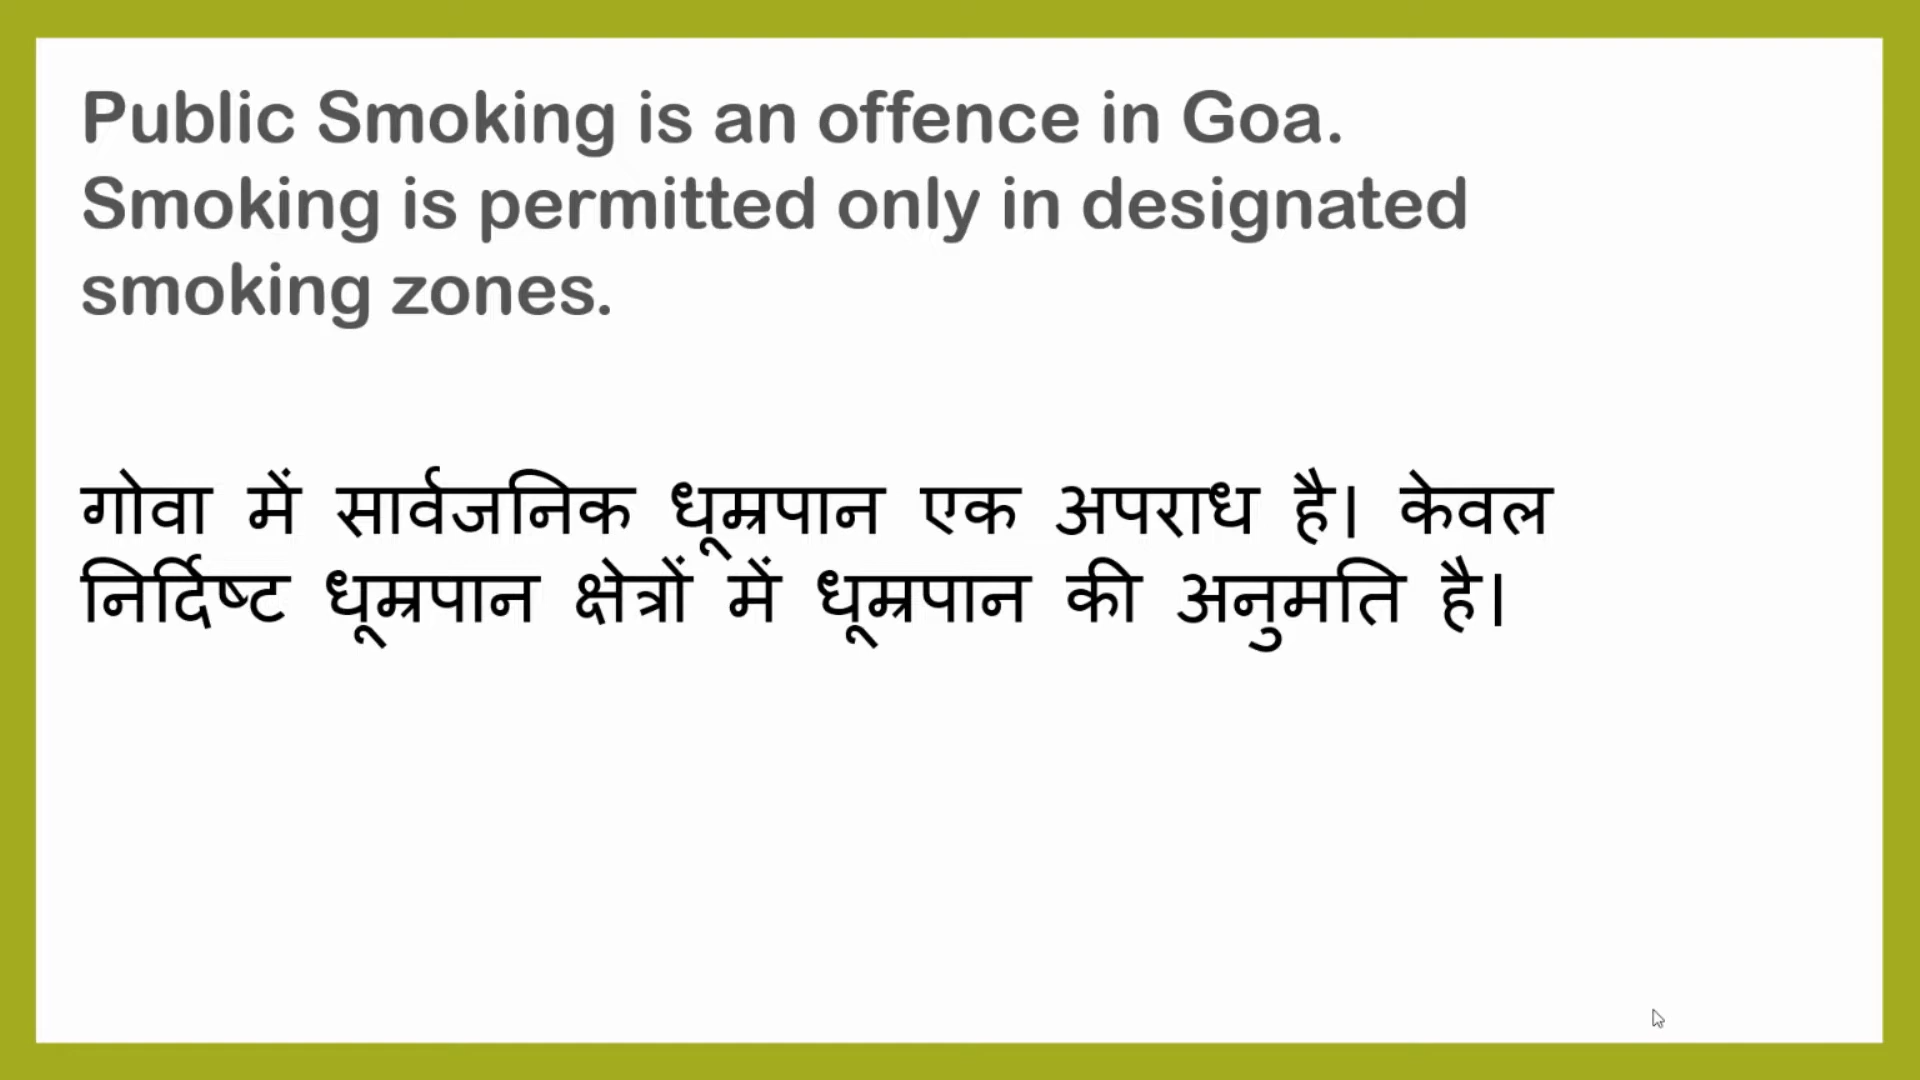 Public Smoking is an offence in Goa.
Smoking is permitted only in designated
smoking zones.
गोवा में सार्वजनिक धूम्रपान एक अपराध है। केवल
निर्दिष्ट धूम्रपान क्षेत्रों में धूम्रपान की अनुमति है।